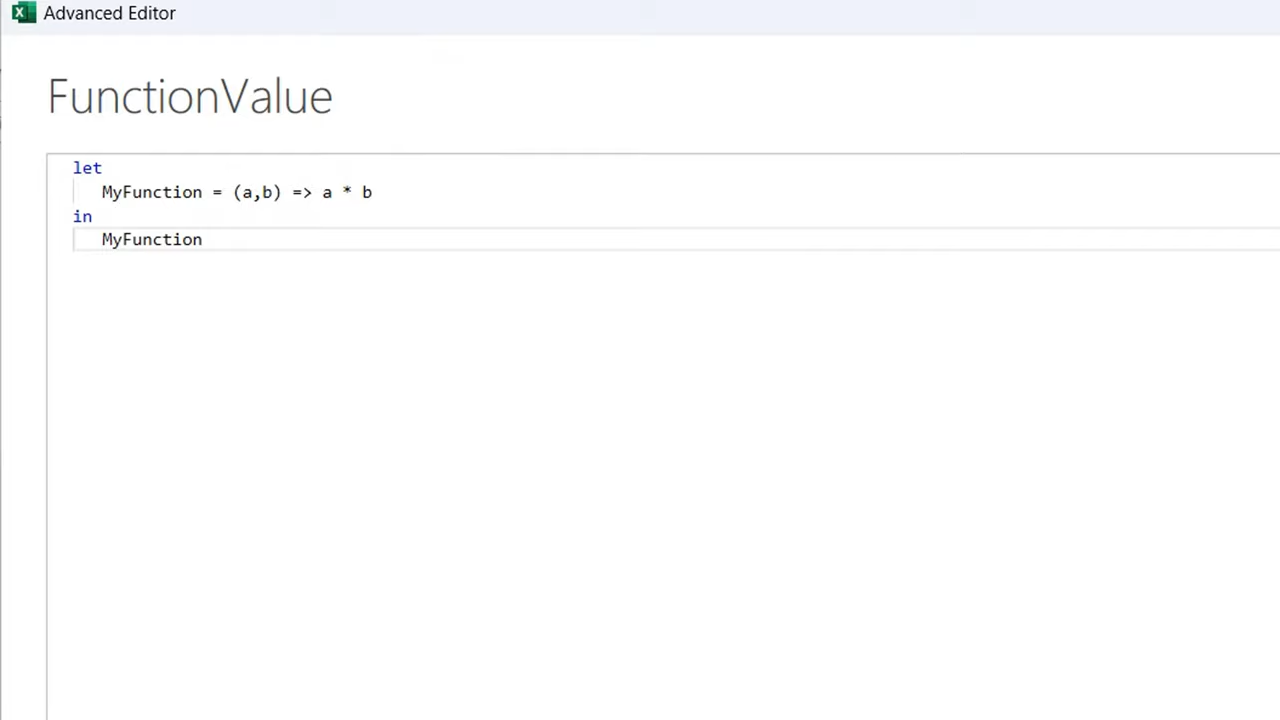 Advanced Editor
FunctionValue
let
MyFunction = (a,b) => a * b
in
MyFunction